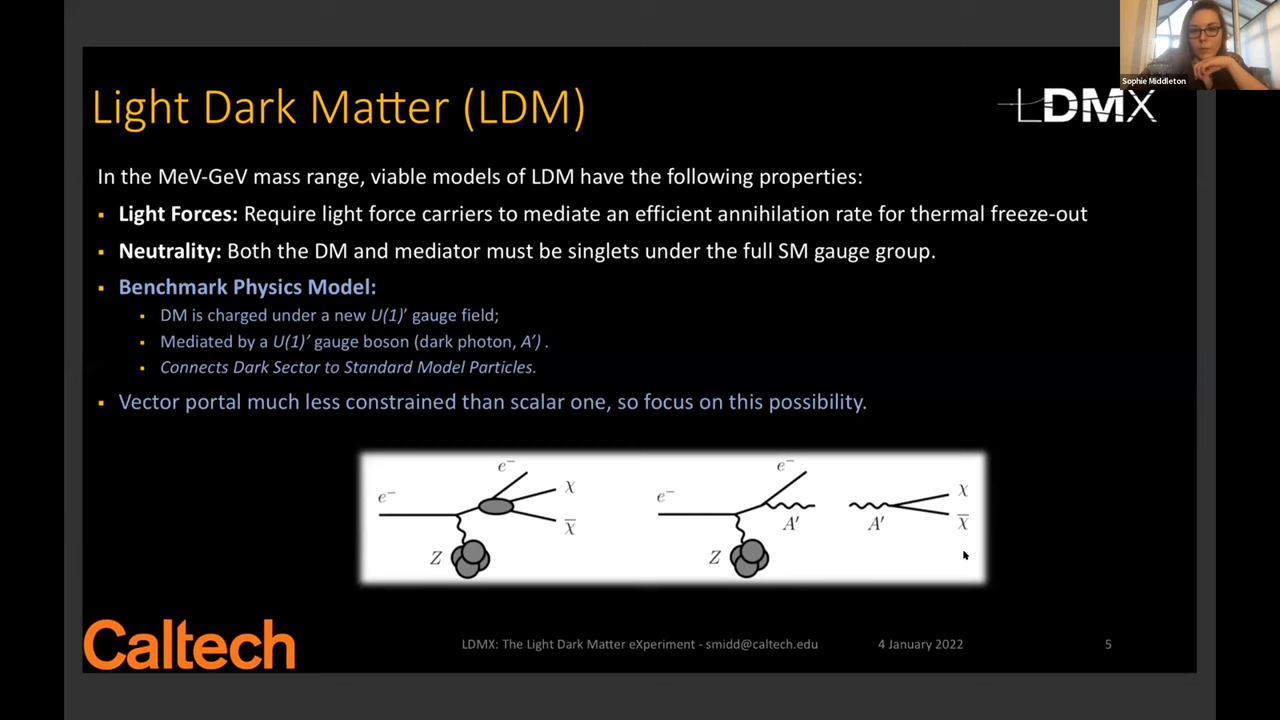 Sophie Middleton
Light Dark Matter (LDM)
LDMX
In the MeV-GeV mass range, viable models of LDM have the following properties:
▪ Light Forces: Require light force carriers to mediate an efficient annihilation rate for thermal freeze-out
▪ Neutrality: Both the DM and mediator must be singlets under the full SM gauge group.
▪ Benchmark Physics Model:
▪ DM is charged under a new U(1)′ gauge field;
▪ Mediated by a U(1)′ gauge boson (dark photon, A′) .
▪ Connects Dark Sector to Standard Model Particles.
▪ Vector portal much less constrained than scalar one, so focus on this possibility.
e⁻ e⁻ χ χ̅ Z
e⁻ e⁻ A′ Z
A′ χ χ̅
Caltech
LDMX: The Light Dark Matter eXperiment - smidd@caltech.edu
4 January 2022
5